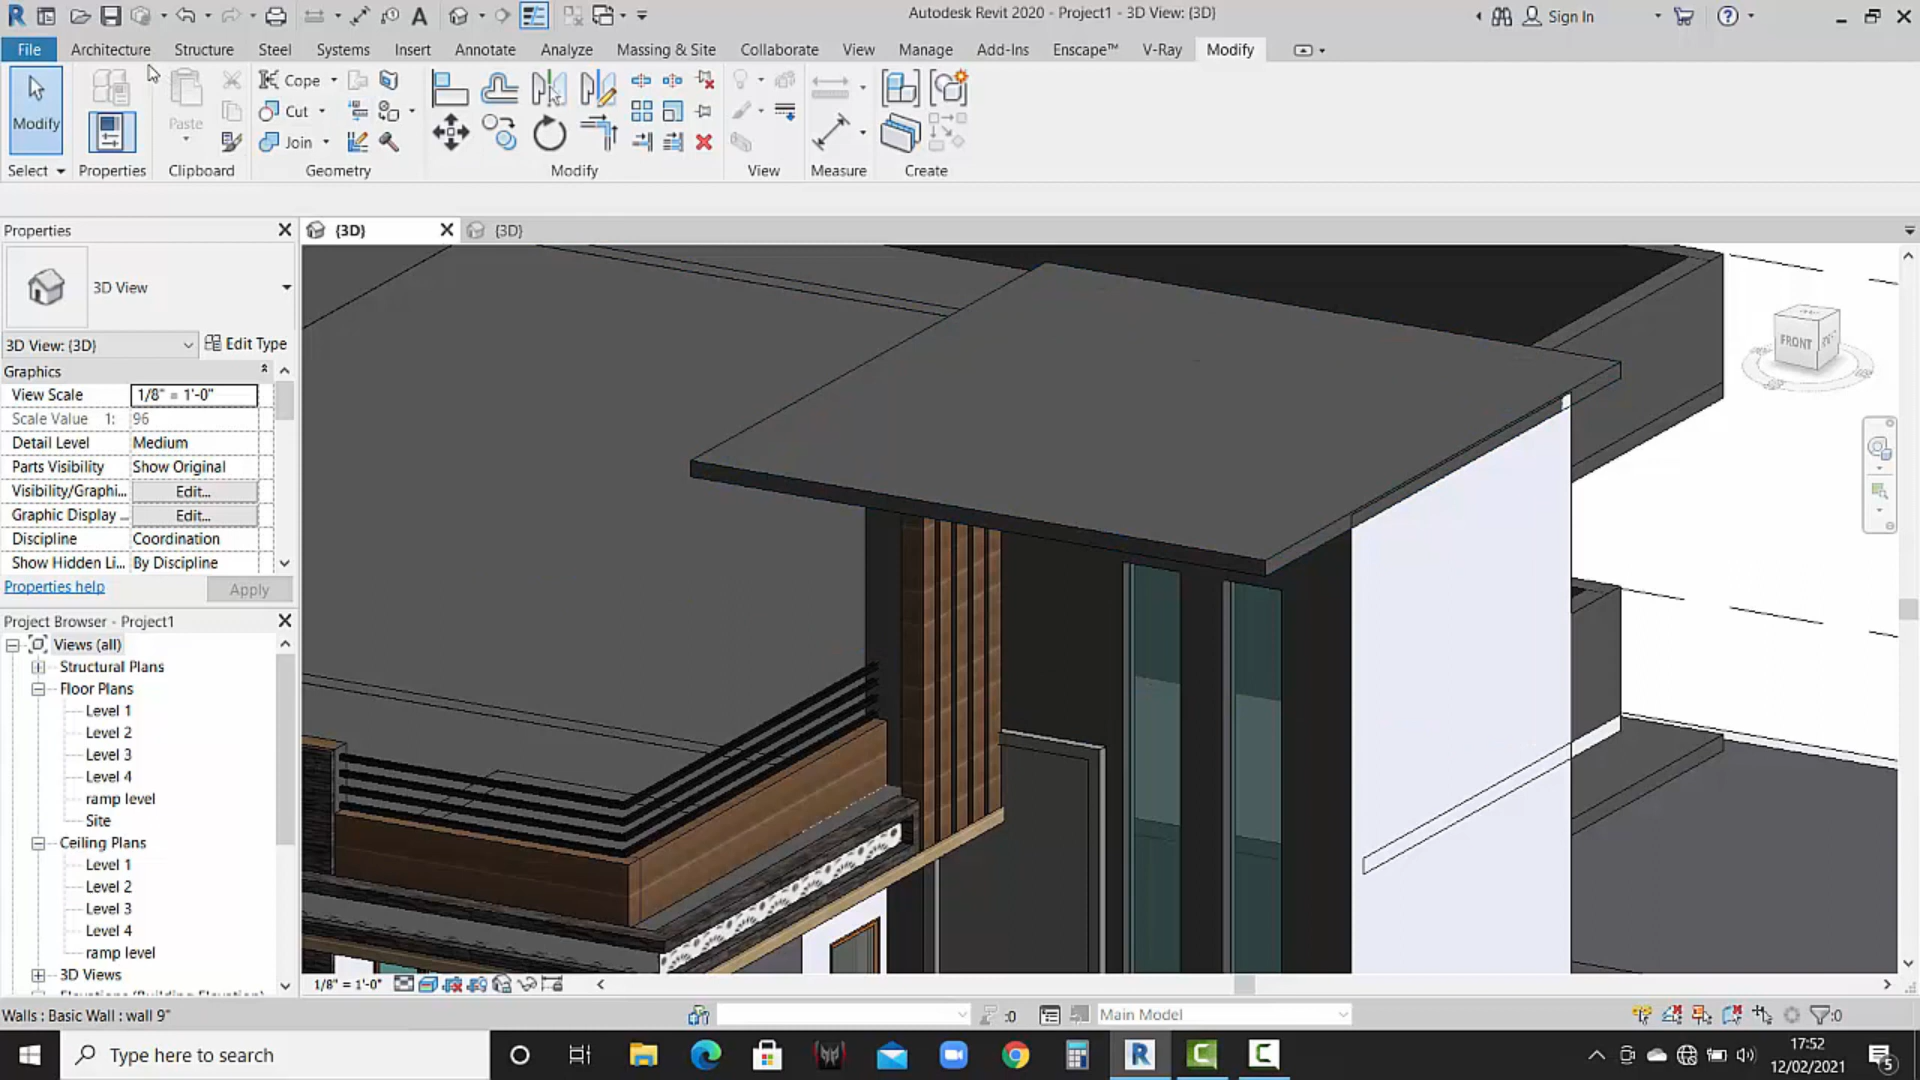 Autodesk Revit 2020 - Project1 - 3D View: {3D}
Sign In
File Architecture Structure Steel Systems Insert Annotate Analyze Massing & Site Collaborate View Manage Add-Ins Enscape™ V-Ray Modify
Modify
Paste
Cope
Cut
Join
Select Properties Clipboard Geometry Modify View Measure Create
Properties
{3D}
{3D}
3D View
3D View: {3D}
Edit Type
Graphics
View Scale 1/8" = 1'-0"
Scale Value 1: 96
Detail Level Medium
Parts Visibility Show Original
Visibility/Graphi... Edit...
Graphic Display ... Edit...
Discipline Coordination
Show Hidden Li... By Discipline
Properties help
Apply
FRONT
Project Browser - Project1
Views (all)
Structural Plans
Floor Plans
Level 1
Level 2
Level 3
Level 4
ramp level
Site
Ceiling Plans
Level 1
Level 2
Level 3
Level 4
ramp level
3D Views
Elevations (Building Elevation)
1/8" = 1'-0"
Walls : Basic Wall : wall 9"
:0
Main Model
:0
Type here to search
17:52
12/02/2021
5